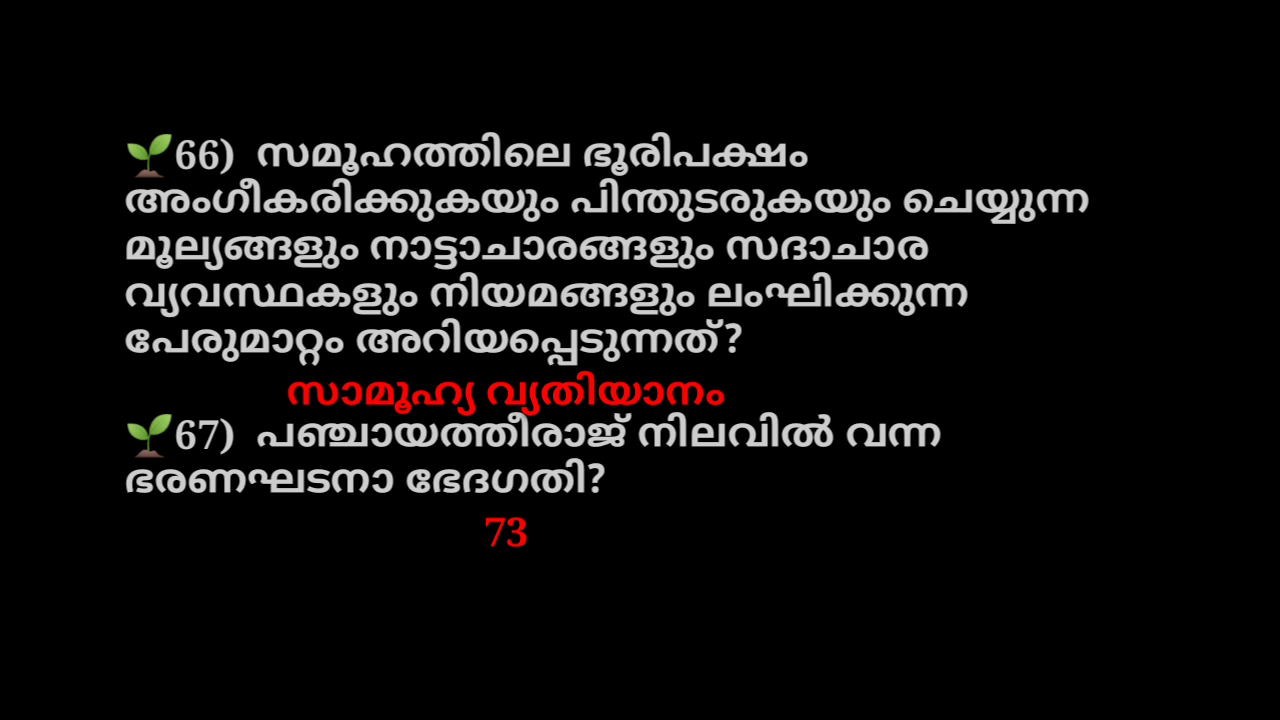 🌱66) സമൂഹത്തിലെ ഭൂരിപക്ഷം
അംഗീകരിക്കുകയും പിന്തുടരുകയും ചെയ്യുന്ന
മൂല്യങ്ങളും നാട്ടാചാരങ്ങളും സദാചാര
വ്യവസ്ഥകളും നിയമങ്ങളും ലംഘിക്കുന്ന
പേരുമാറ്റം അറിയപ്പെടുന്നത്?
സാമൂഹ്യ വ്യതിയാനം
🌱67) പഞ്ചായത്തീരാജ് നിലവിൽ വന്ന
ഭരണഘടനാ ഭേദഗതി?
73